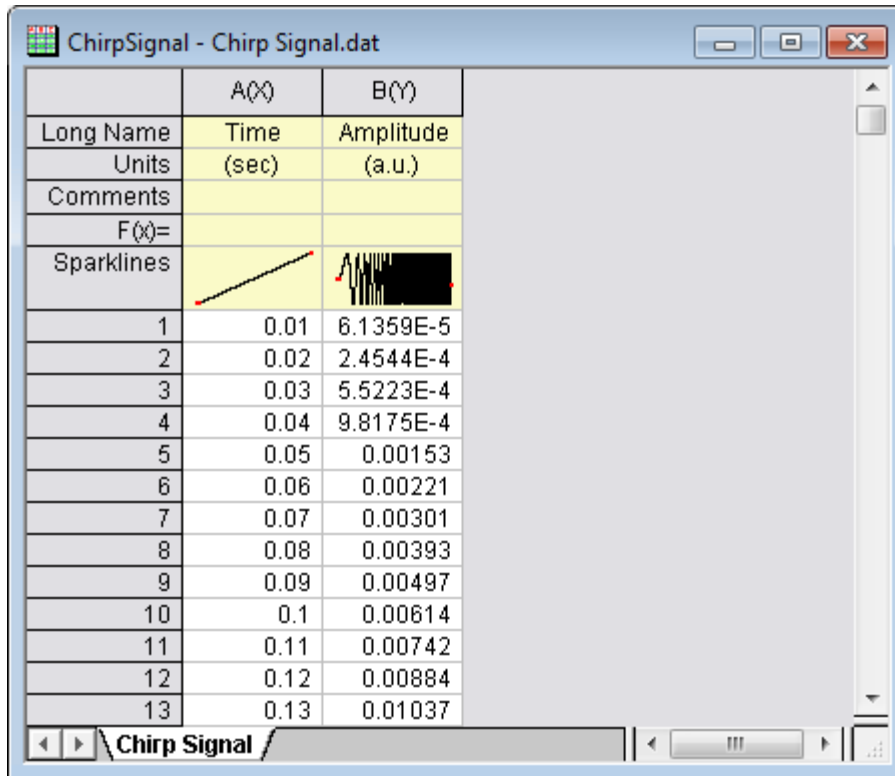 ChirpSignal - Chirp Signal.dat
A(X) B(Y)
Long Name Time Amplitude
Units (sec) (a.u.)
Comments
F(x)=
Sparklines
1 0.01 6.1359E-5
2 0.02 2.4544E-4
3 0.03 5.5223E-4
4 0.04 9.8175E-4
5 0.05 0.00153
6 0.06 0.00221
7 0.07 0.00301
8 0.08 0.00393
9 0.09 0.00497
10 0.1 0.00614
11 0.11 0.00742
12 0.12 0.00884
13 0.13 0.01037
Chirp Signal